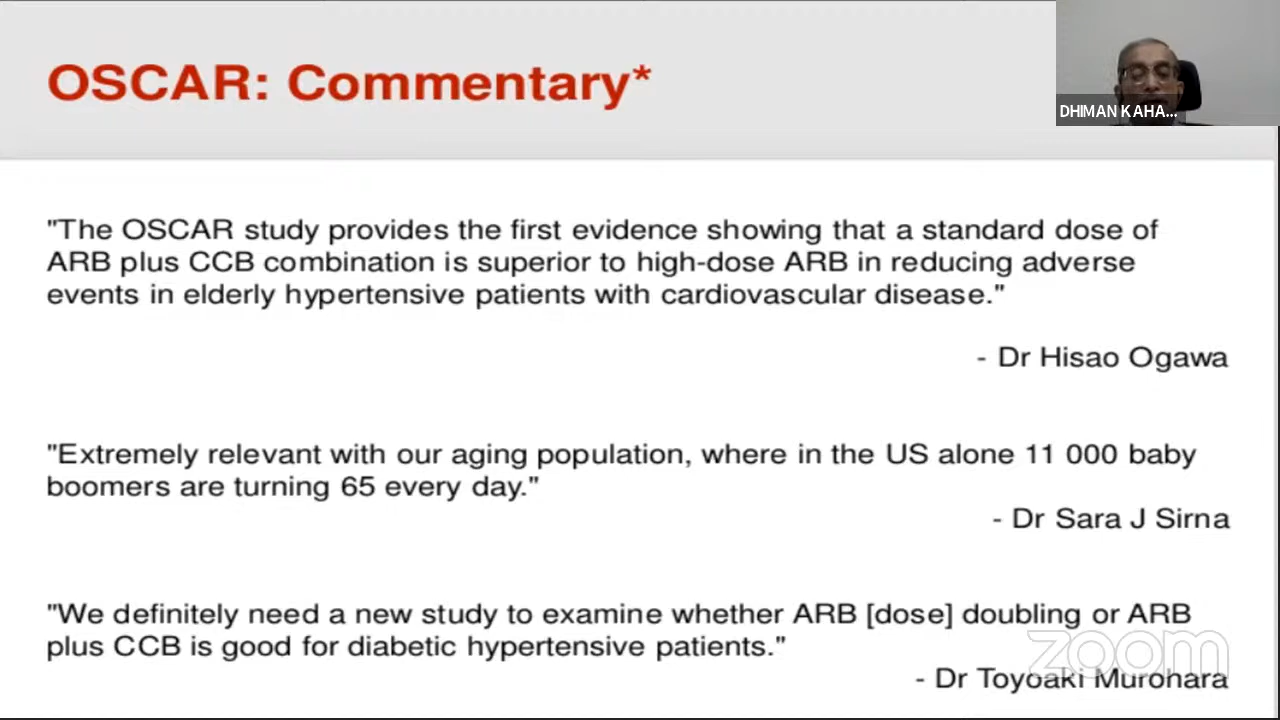 OSCAR: Commentary*
DHIMAN KAHA...
"The OSCAR study provides the first evidence showing that a standard dose of
ARB plus CCB combination is superior to high-dose ARB in reducing adverse
events in elderly hypertensive patients with cardiovascular disease."
- Dr Hisao Ogawa
"Extremely relevant with our aging population, where in the US alone 11 000 baby
boomers are turning 65 every day."
- Dr Sara J Sirna
"We definitely need a new study to examine whether ARB [dose] doubling or ARB
plus CCB is good for diabetic hypertensive patients."
zoom
- Dr Toyoaki Murohara